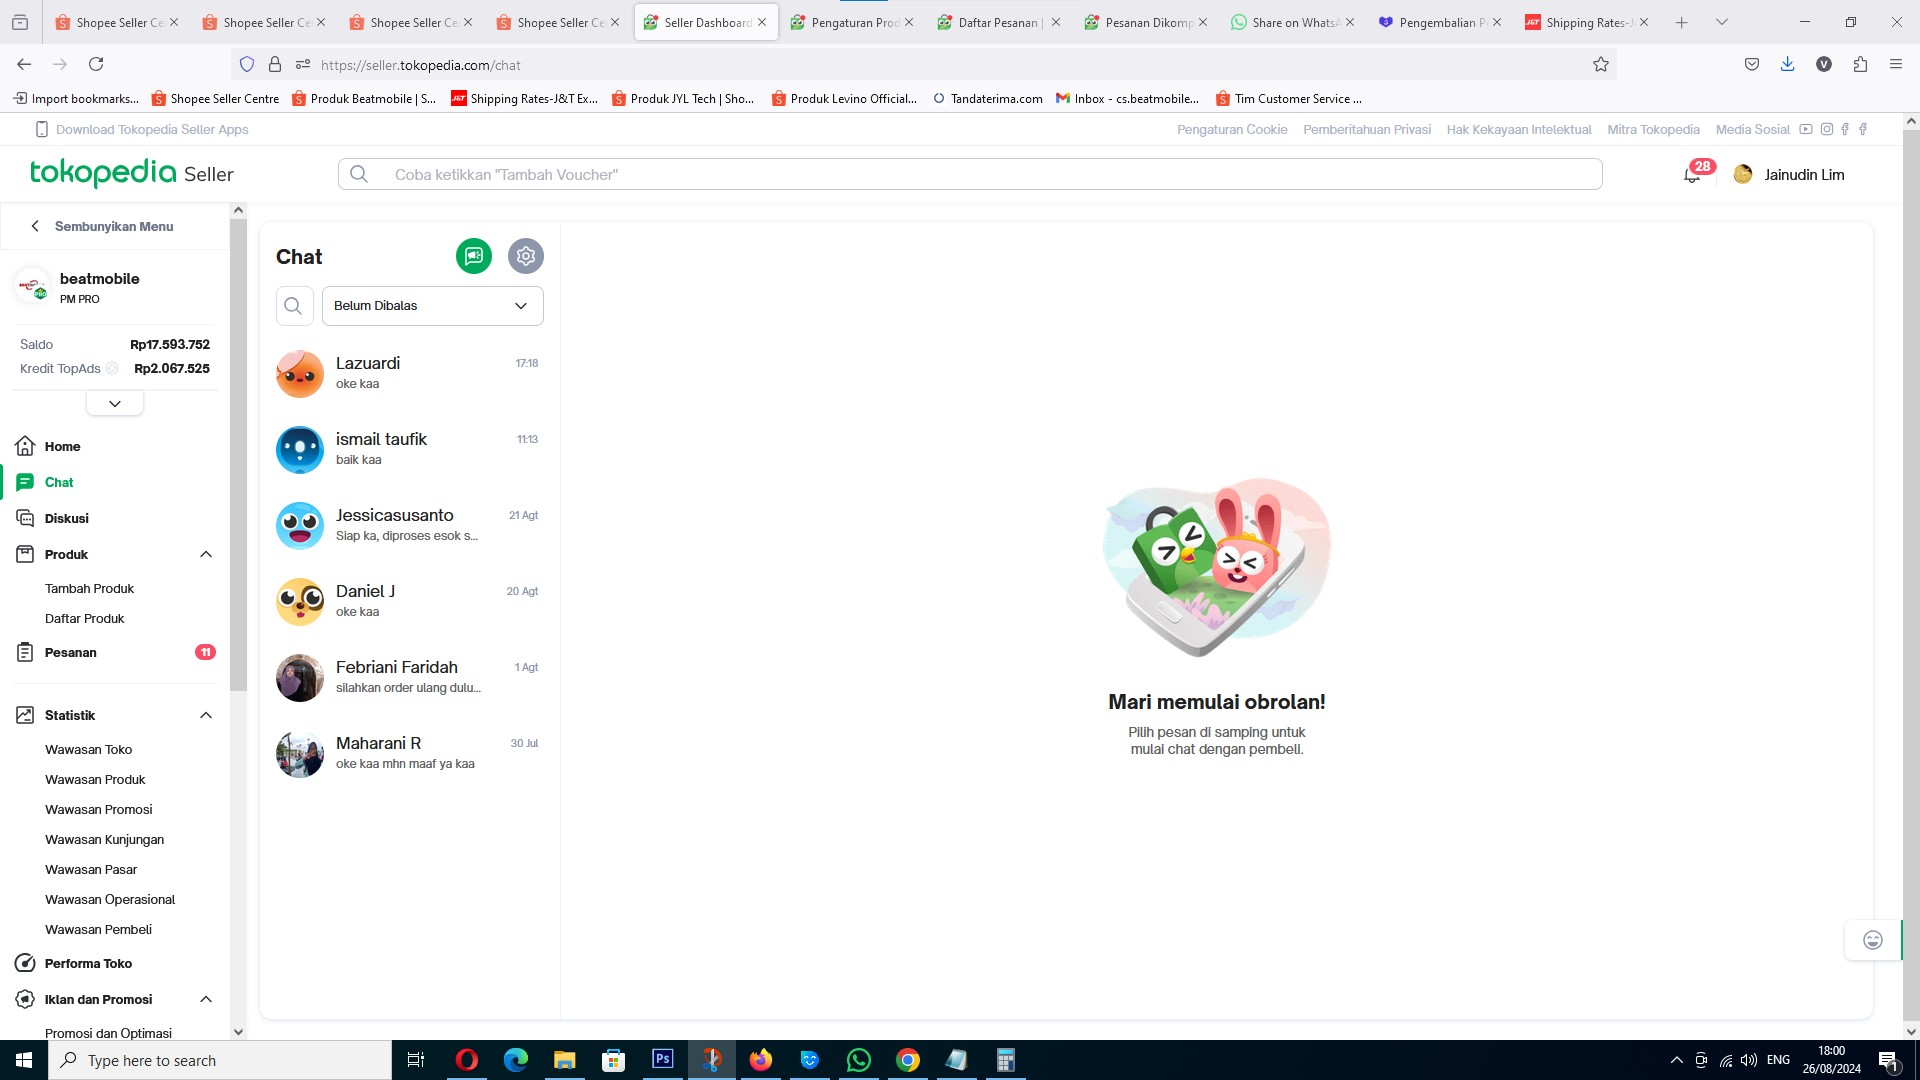 Shopee Seller Ce
Shopee Seller Ce
Shopee Seller Ce
Shopee Seller Ce
Seller Dashboard
Pengaturan Prod
Daftar Pesanan |
Pesanan Dikomp
Share on WhatsA
Pengembalian Pe
Shipping Rates-J
https://seller.tokopedia.com/chat
Import bookmarks...
Shopee Seller Centre
Produk Beatmobile | S...
Shipping Rates-J&T Ex...
Produk JYL Tech | Sho...
Produk Levino Official...
Tandaterima.com
Inbox - cs.beatmobile...
Tim Customer Service ...
Download Tokopedia Seller Apps
Pengaturan Cookie
Pemberitahuan Privasi
Hak Kekayaan Intelektual
Mitra Tokopedia
Media Sosial
tokopedia Seller
Coba ketikkan "Tambah Voucher"
28
Jainudin Lim
Sembunyikan Menu
beatmobile
PM PRO
Saldo Rp17.593.752
Kredit TopAds Rp2.067.525
Home
Chat
Diskusi
Produk
Tambah Produk
Daftar Produk
Pesanan 11
Statistik
Wawasan Toko
Wawasan Produk
Wawasan Promosi
Wawasan Kunjungan
Wawasan Pasar
Wawasan Operasional
Wawasan Pembeli
Performa Toko
Iklan dan Promosi
Promosi dan Optimasi
Chat
Belum Dibalas
Lazuardi 17:18
oke kaa
ismail taufik 11:13
baik kaa
Jessicasusanto 21 Agt
Siap ka, diproses esok s...
Daniel J 20 Agt
oke kaa
Febriani Faridah 1 Agt
silahkan order ulang dulu...
Maharani R 30 Jul
oke kaa mhn maaf ya kaa
Mari memulai obrolan!
Pilih pesan di samping untuk
mulai chat dengan pembeli.
Type here to search
Ps
ENG
18:00
26/08/2024
1